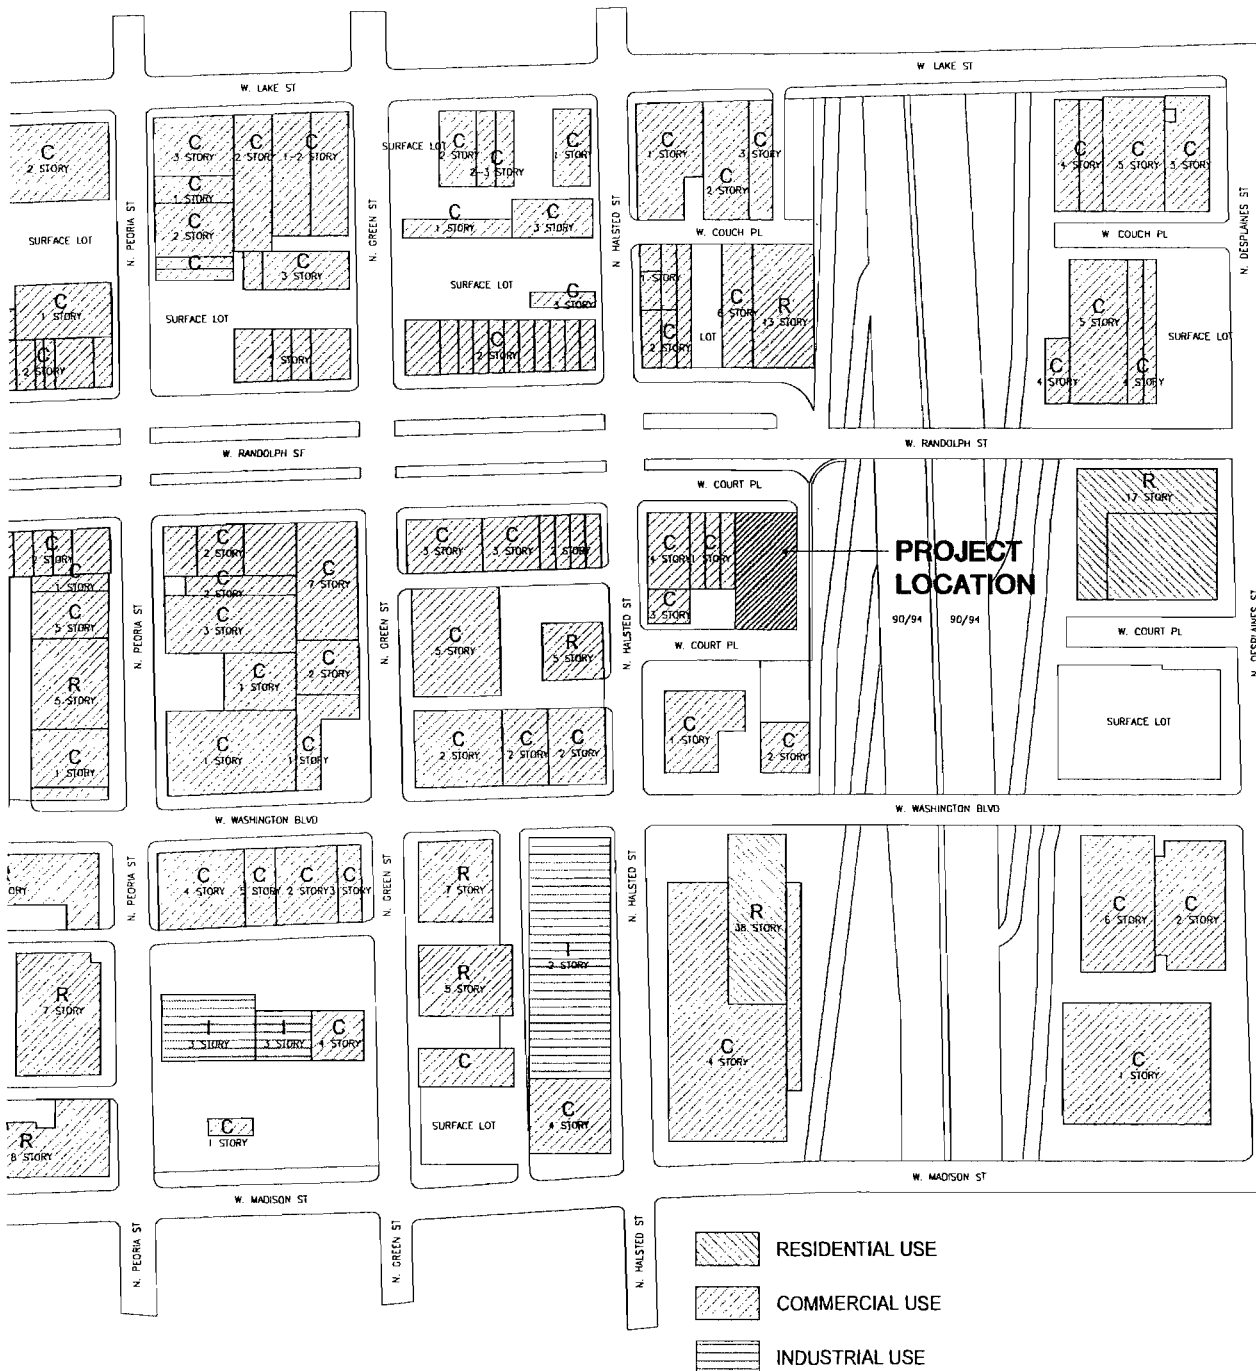 W. LAKE ST
W. LAKE ST
C
2 STORY
C
3 STORY
C
2 STORY
C
1-2 STORY
C
1 STORY
C
2 STORY
C
C
3 STORY
SURFACE LOT
C
2 STORY
C
2-3 STORY
C
1 STORY
C
1 STORY
C
3 STORY
C
1 STORY
C
2 STORY
C
3 STORY
C
4 STORY
C
5 STORY
C
3 STORY
N. PEORIA ST
N. GREEN ST
N. HALSTED ST
N. DESPLAINES ST
W. COUCH PL
W. COUCH PL
SURFACE LOT
C
1 STORY
C
2 STORY
SURFACE LOT
SURFACE LOT
3 STORY
C
2 STORY
1 STORY
C
2 STORY
LOT
C
6 STORY
R
13 STORY
C
5 STORY
C
4 STORY
4 STORY
SURFACE LOT
W. RANDOLPH ST
W. RANDOLPH ST
W. COURT PL
C
2 STORY
C
1 STORY
C
5 STORY
R
5 STORY
C
1 STORY
N. PEORIA ST
C
2 STORY
C
2 STORY
C
3 STORY
C
7 STORY
C
1 STORY
C
2 STORY
C
1 STORY
C
1 STORY
N. GREEN ST
C
3 STORY
C
3 STORY
C
2 STORY
C
5 STORY
R
5 STORY
C
2 STORY
C
2 STORY
C
2 STORY
N. HALSTED ST
C
4 STORY
C
1 STORY
C
3 STORY
PROJECT
LOCATION
90/94
90/94
R
17 STORY
W. COURT PL
W. COURT PL
C
1 STORY
C
2 STORY
SURFACE LOT
N. DESPLAINES ST
W. WASHINGTON BLVD
W. WASHINGTON BLVD
N. PEORIA ST
C
4 STORY
C
5 STORY
C
2 STORY
C
3 STORY
N. GREEN ST
R
7 STORY
R
5 STORY
C
I
2 STORY
N. HALSTED ST
R
38 STORY
C
4 STORY
C
6 STORY
C
2 STORY
C
1 STORY
R
7 STORY
I
3 STORY
I
3 STORY
C
4 STORY
C
1 STORY
R
8 STORY
SURFACE LOT
C
4 STORY
W. MADISON ST
W. MADISON ST
N. PEORIA ST
N. GREEN ST
N. HALSTED ST
RESIDENTIAL USE
COMMERCIAL USE
INDUSTRIAL USE